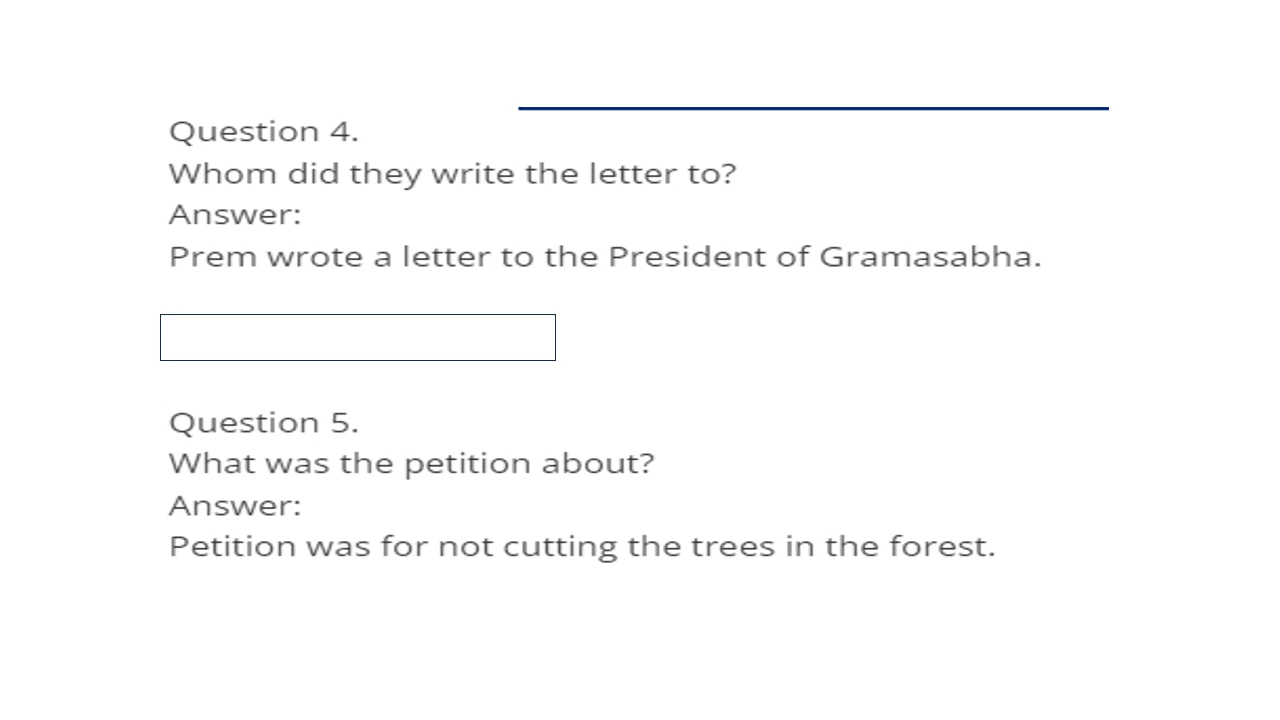 Question 4.
Whom did they write the letter to?
Answer:
Prem wrote a letter to the President of Gramasabha.
Question 5.
What was the petition about?
Answer:
Petition was for not cutting the trees in the forest.